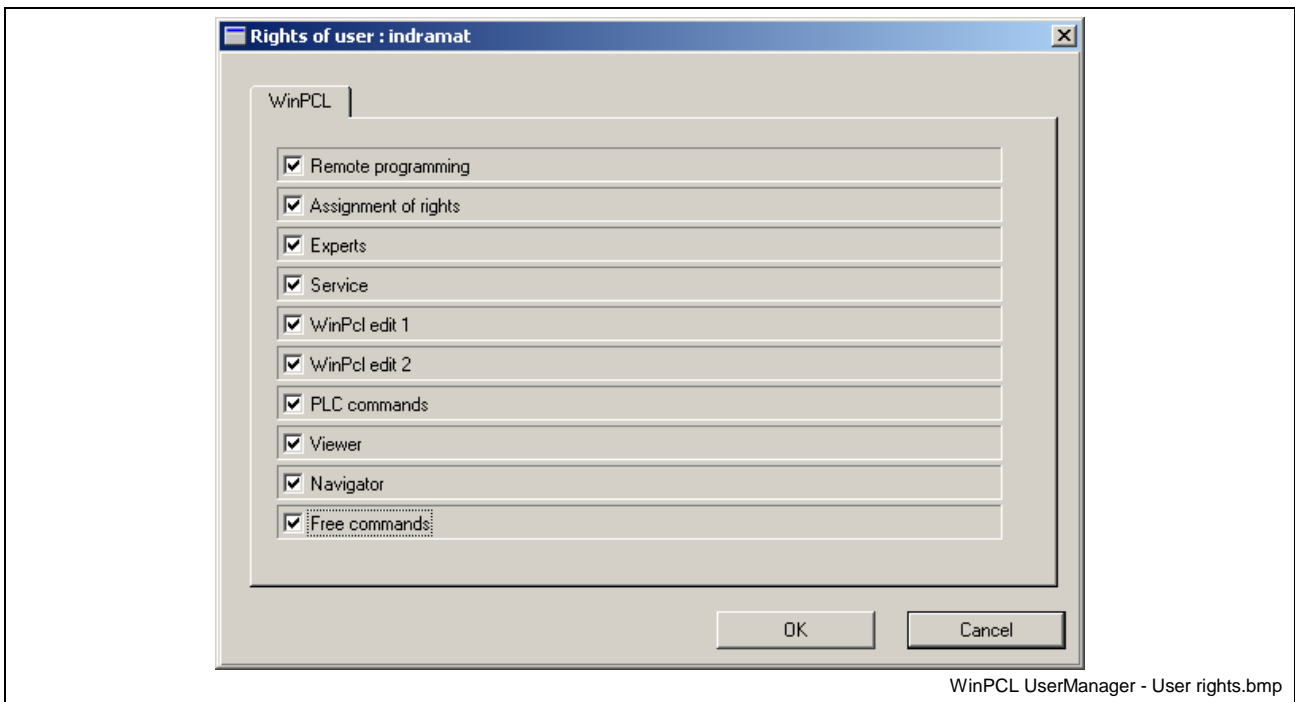 Rights of user : indramat
WinPCL
Remote programming
Assignment of rights
Experts
Service
WinPcl edit 1
WinPcl edit 2
PLC commands
Viewer
Navigator
Free commands
OK Cancel
WinPCL UserManager - User rights.bmp